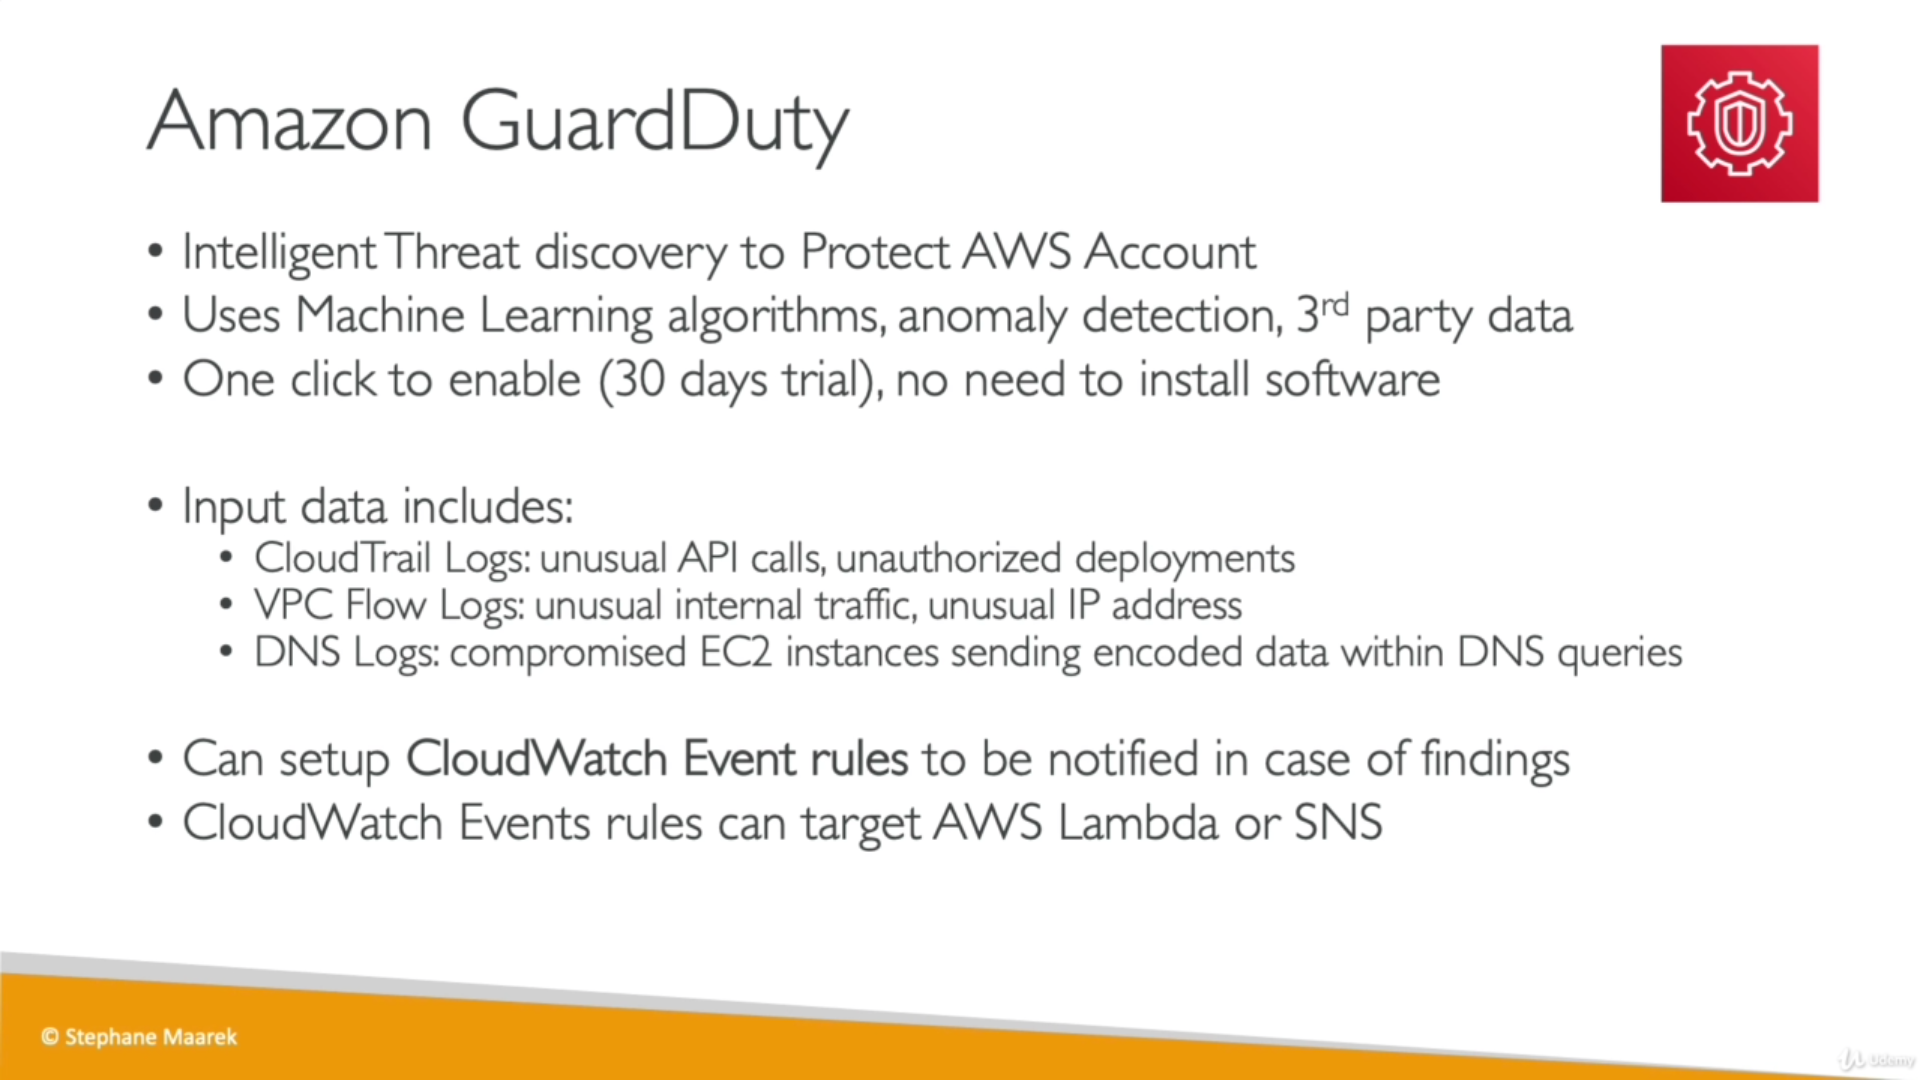 Amazon GuardDuty
• Intelligent Threat discovery to Protect AWS Account
• Uses Machine Learning algorithms, anomaly detection, 3rd party data
• One click to enable (30 days trial), no need to install software
• Input data includes:
• CloudTrail Logs: unusual API calls, unauthorized deployments
• VPC Flow Logs: unusual internal traffic, unusual IP address
• DNS Logs: compromised EC2 instances sending encoded data within DNS queries
• Can setup CloudWatch Event rules to be notified in case of findings
• CloudWatch Events rules can target AWS Lambda or SNS
© Stephane Maarek
Udemy